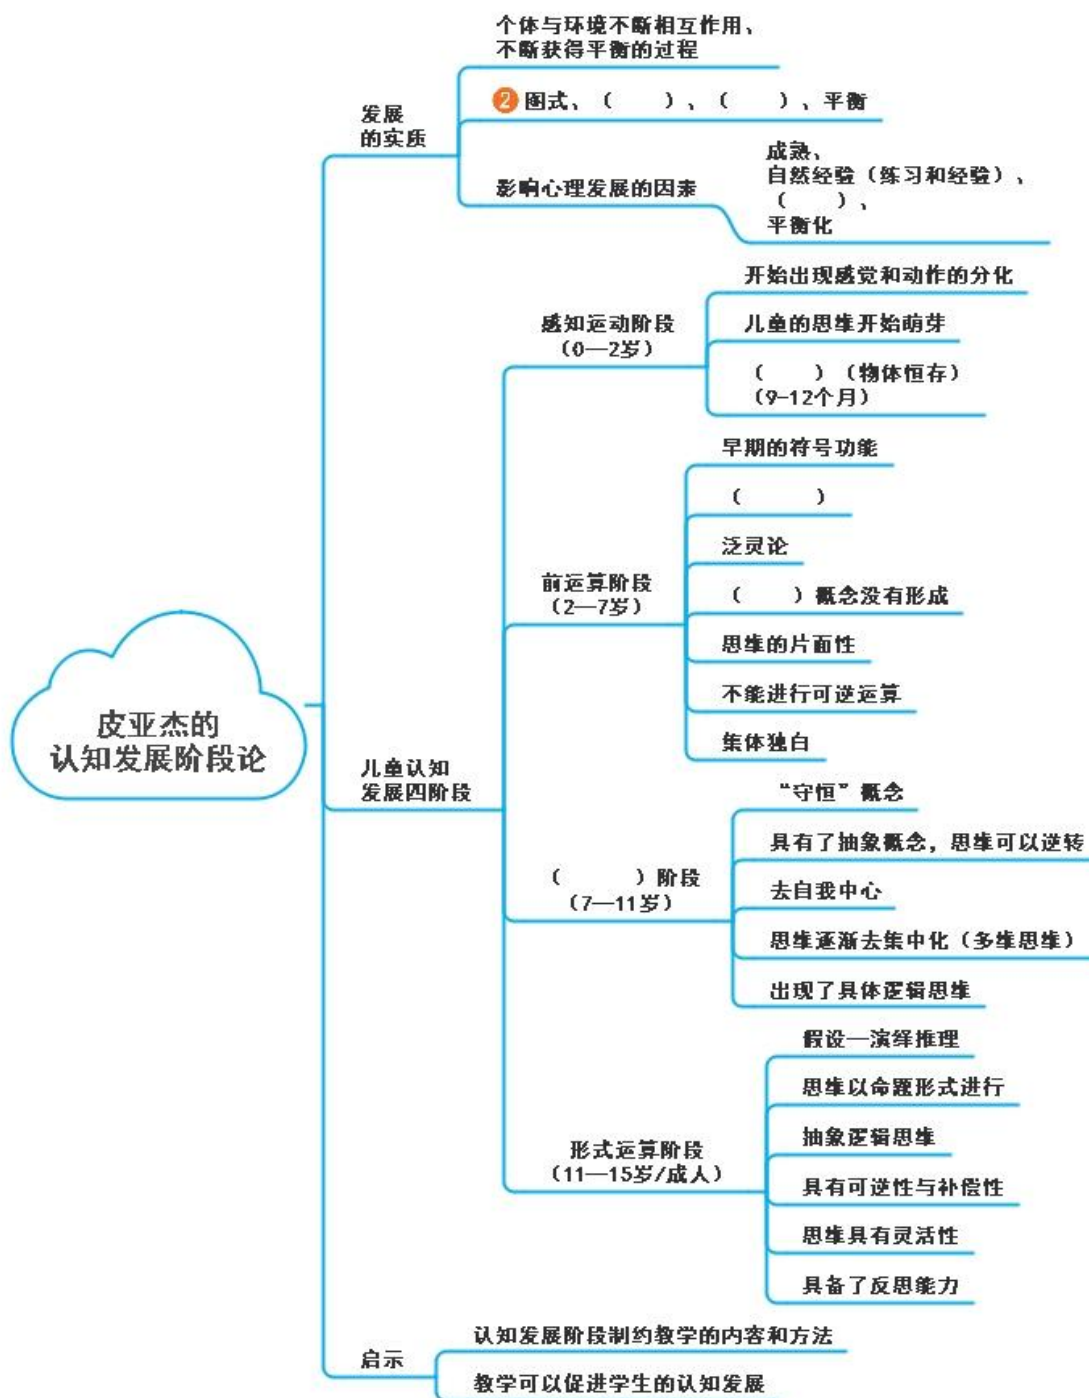 个体与环境不断相互作用、
不断获得平衡的过程
2 图式、（　　）、（　　）、平衡
发展
的实质
成熟、
自然经验（练习和经验）、
（　　）、
平衡化
影响心理发展的因素
开始出现感觉和动作的分化
感知运动阶段
（0—2岁）
儿童的思维开始萌芽
（　　）（物体恒存）
（9-12个月）
早期的符号功能
（　　　）
泛灵论
前运算阶段
（2—7岁）
（　　）概念没有形成
思维的片面性
不能进行可逆运算
集体独白
皮亚杰的
认知发展阶段论
儿童认知
发展四阶段
“守恒”概念
具有了抽象概念，思维可以逆转
（　　　）阶段
（7—11岁）
去自我中心
思维逐渐去集中化（多维思维）
出现了具体逻辑思维
假设—演绎推理
思维以命题形式进行
抽象逻辑思维
形式运算阶段
（11—15岁/成人）
具有可逆性与补偿性
思维具有灵活性
具备了反思能力
启示
认知发展阶段制约教学的内容和方法
教学可以促进学生的认知发展